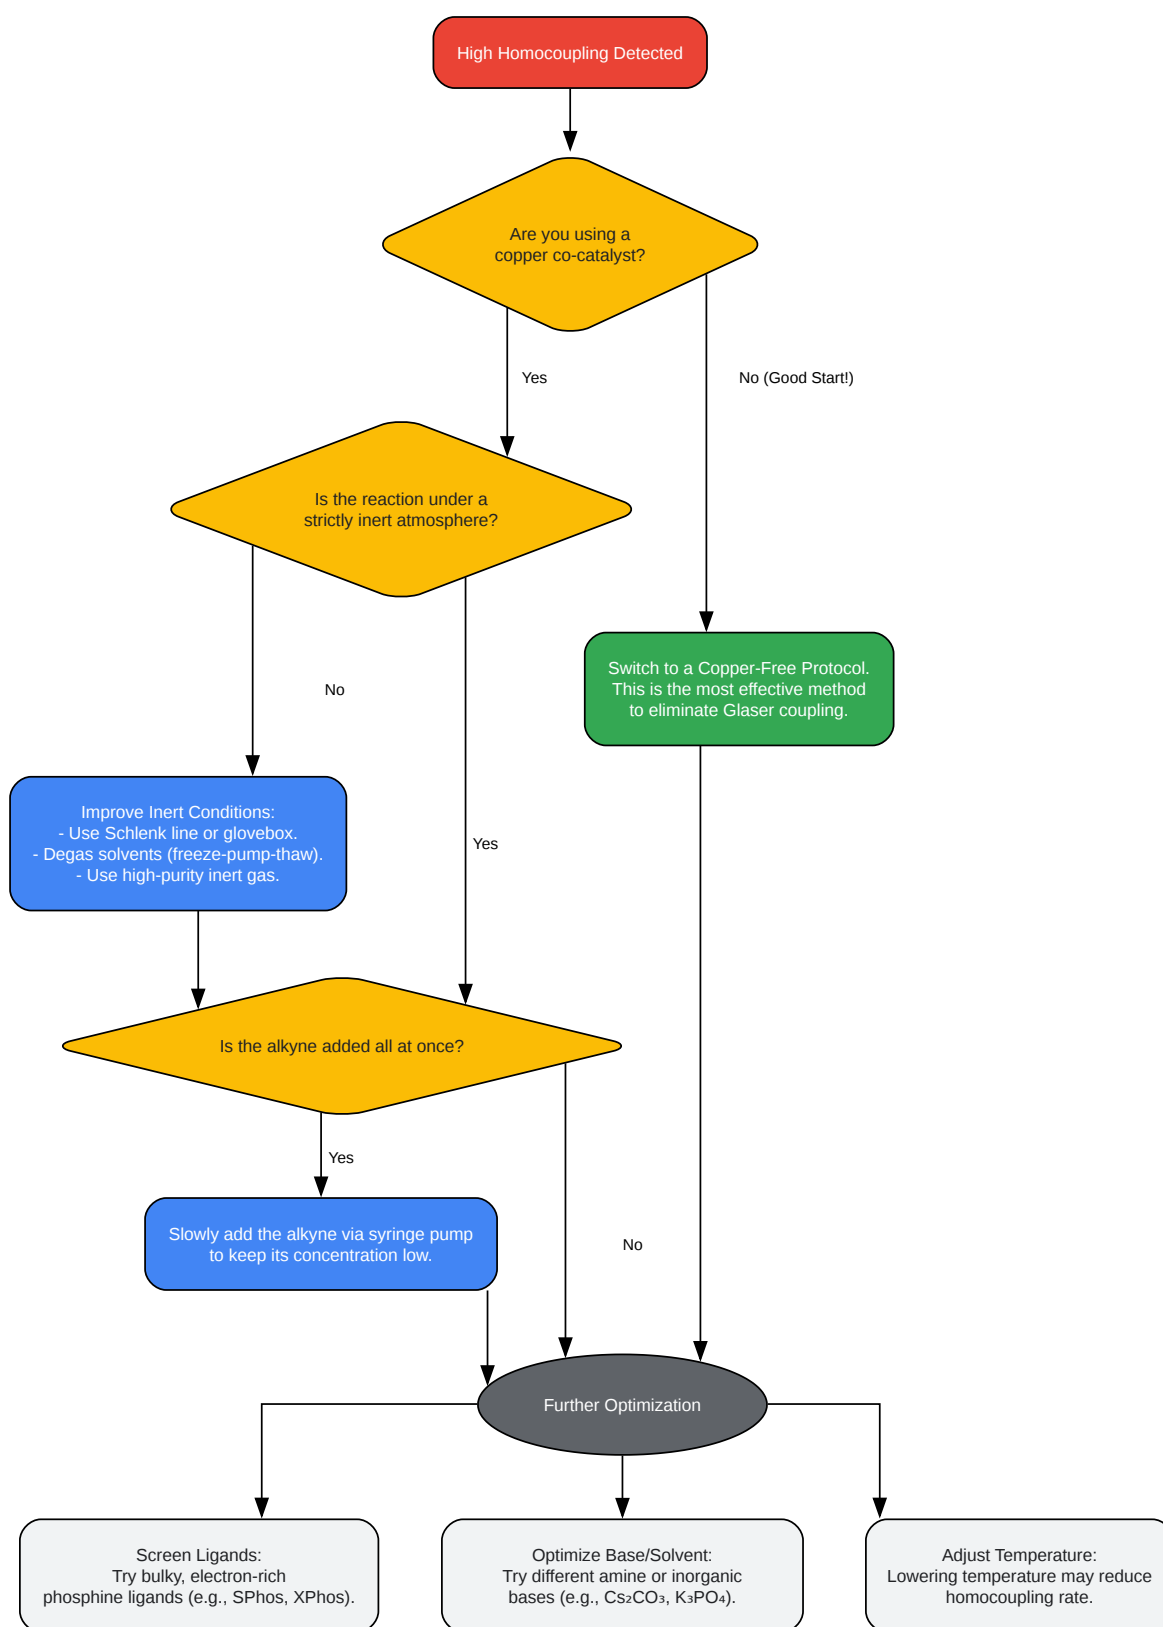 High Homocoupling Detected
Are you using a
copper co-catalyst?
Yes
No (Good Start!)
Is the reaction under a
strictly inert atmosphere?
No
Switch to a Copper-Free Protocol.
This is the most effective method
to eliminate Glaser coupling.
Improve Inert Conditions:
- Use Schlenk line or glovebox.
- Degas solvents (freeze-pump-thaw).
- Use high-purity inert gas.
Yes
Is the alkyne added all at once?
Yes
Slowly add the alkyne via syringe pump
to keep its concentration low.
No
Further Optimization
Screen Ligands:
Try bulky, electron-rich
phosphine ligands (e.g., SPhos, XPhos).
Optimize Base/Solvent:
Try different amine or inorganic
bases (e.g., Cs₂CO₃, K₃PO₄).
Adjust Temperature:
Lowering temperature may reduce
homocoupling rate.